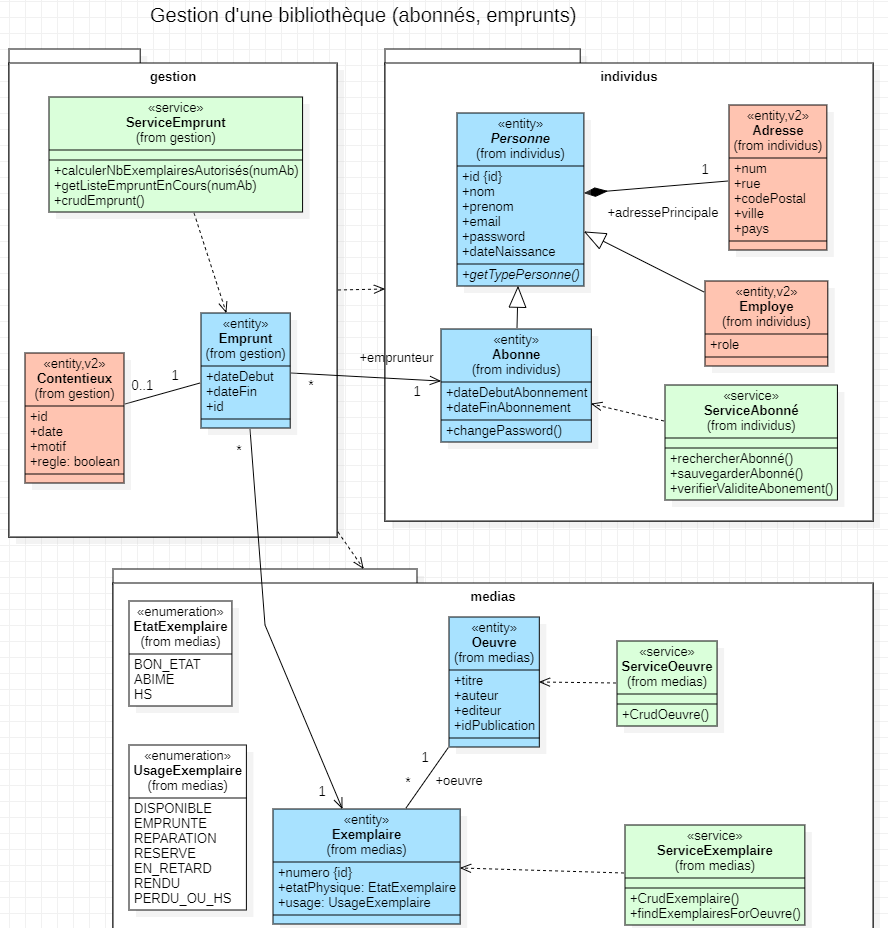 Gestion d'une bibliothèque (abonnés, emprunts)
gestion
«service»
ServiceEmprunt
(from gestion)
+calculerNbExemplairesAutorisés(numAb)
+getListeEmpruntEnCours(numAb)
+crudEmprunt()
«entity»
Emprunt
(from gestion)
+dateDebut
+dateFin
+id
«entity,v2»
Contentieux
(from gestion)
+id
+date
+motif
+regle: boolean
0..1
1
*
+emprunteur
1
*
individus
«entity»
Personne
(from individus)
+id {id}
+nom
+prenom
+email
+password
+dateNaissance
+getTypePersonne()
1
+adressePrincipale
«entity,v2»
Adresse
(from individus)
+num
+rue
+codePostal
+ville
+pays
«entity,v2»
Employe
(from individus)
+role
«entity»
Abonne
(from individus)
+dateDebutAbonnement
+dateFinAbonnement
+changePassword()
«service»
ServiceAbonné
(from individus)
+rechercherAbonné()
+sauvegarderAbonné()
+verifierValiditeAbonement()
medias
«enumeration»
EtatExemplaire
(from medias)
BON_ETAT
ABIME
HS
«enumeration»
UsageExemplaire
(from medias)
DISPONIBLE
EMPRUNTE
REPARATION
RESERVE
EN_RETARD
RENDU
PERDU_OU_HS
«entity»
Oeuvre
(from medias)
+titre
+auteur
+editeur
+idPublication
«service»
ServiceOeuvre
(from medias)
+CrudOeuvre()
1
*
+oeuvre
1
«entity»
Exemplaire
(from medias)
+numero {id}
+etatPhysique: EtatExemplaire
+usage: UsageExemplaire
«service»
ServiceExemplaire
(from medias)
+CrudExemplaire()
+findExemplairesForOeuvre()